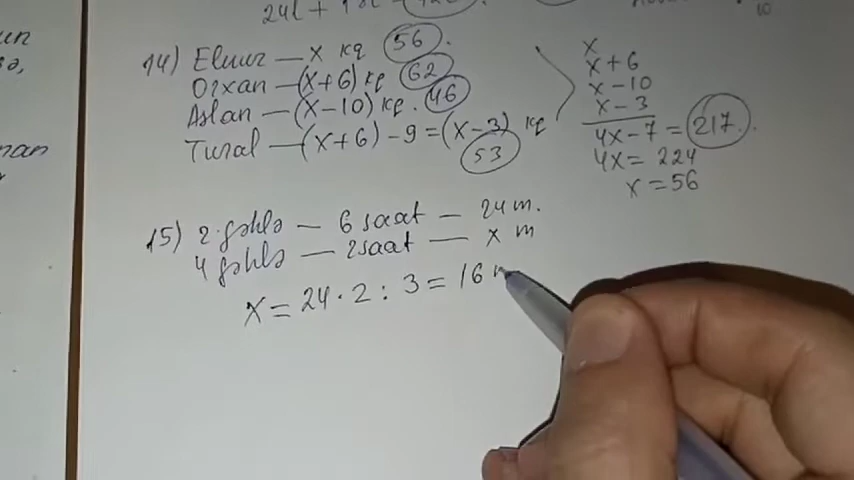 24L +
14) Elnur — x kq 56.
Orxan — (x+6) kq 62
Aslan — (x-10) kq. 46
Tural — (x+6) - 9 = (x-3) kq
53
x
x+6
x-10
x-3
4x-7 = 217.
4x = 224
x = 56
15) 2 fəhlə — 6 saat — 24 m.
4 fəhlə — 2 saat — x m
x = 24 · 2 : 3 = 16